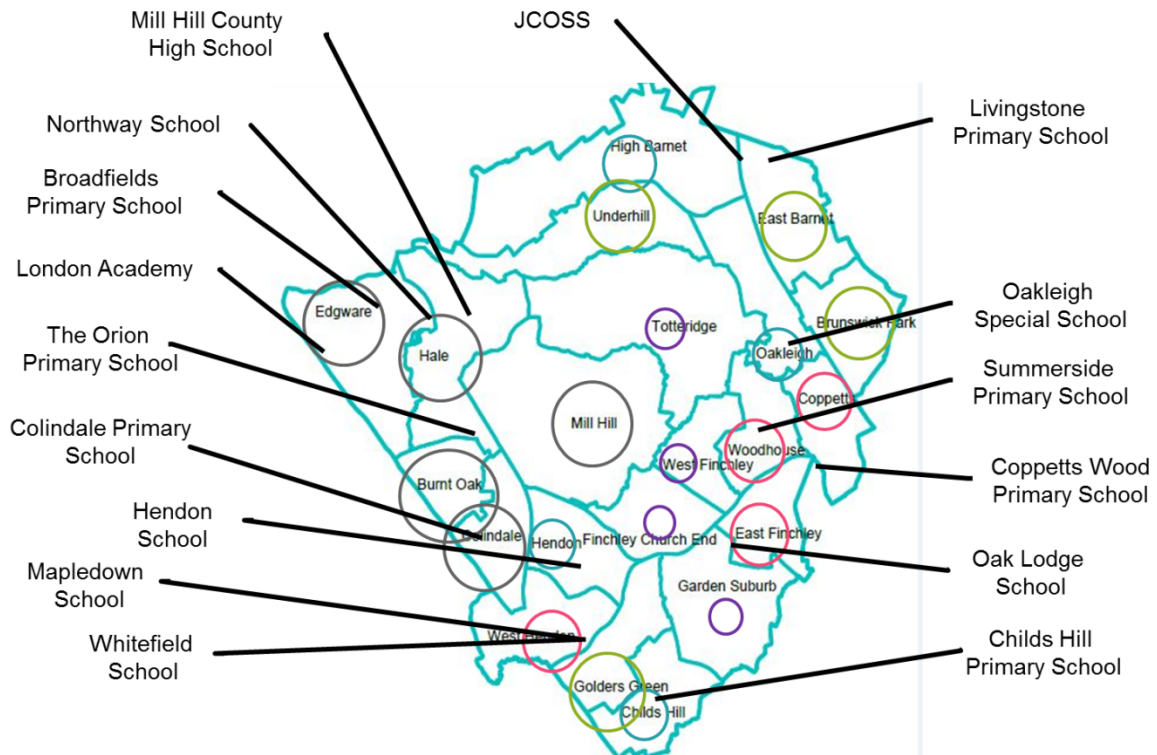 Mill Hill County
High School
JCOSS
Northway School
Livingstone
Primary School
Broadfields
Primary School
London Academy
The Orion
Primary School
Colindale Primary
School
Hendon
School
Mapledown
School
Whitefield
School
Oakleigh
Special School
Summerside
Primary School
Coppetts Wood
Primary School
Oak Lodge
School
Childs Hill
Primary School
High Barnet
Underhill
East Barnet
Edgware
Totteridge
Brunswick Park
Hale
Oakleigh
Coppetts
Mill Hill
Woodhouse
West Finchley
Burnt Oak
Colindale
Hendon
Finchley Church End
East Finchley
Garden Suburb
West Hendon
Golders Green
Childs Hill